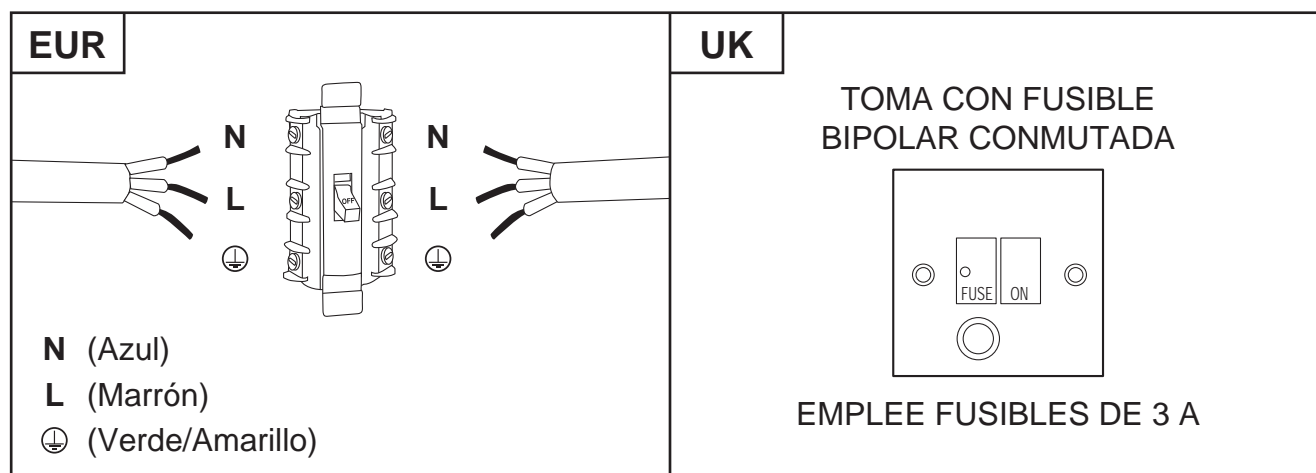 EUR
N
L
OFF
N
L
N (Azul)
L (Marrón)
(Verde/Amarillo)
UK
TOMA CON FUSIBLE
BIPOLAR CONMUTADA
FUSE ON
EMPLEE FUSIBLES DE 3 A